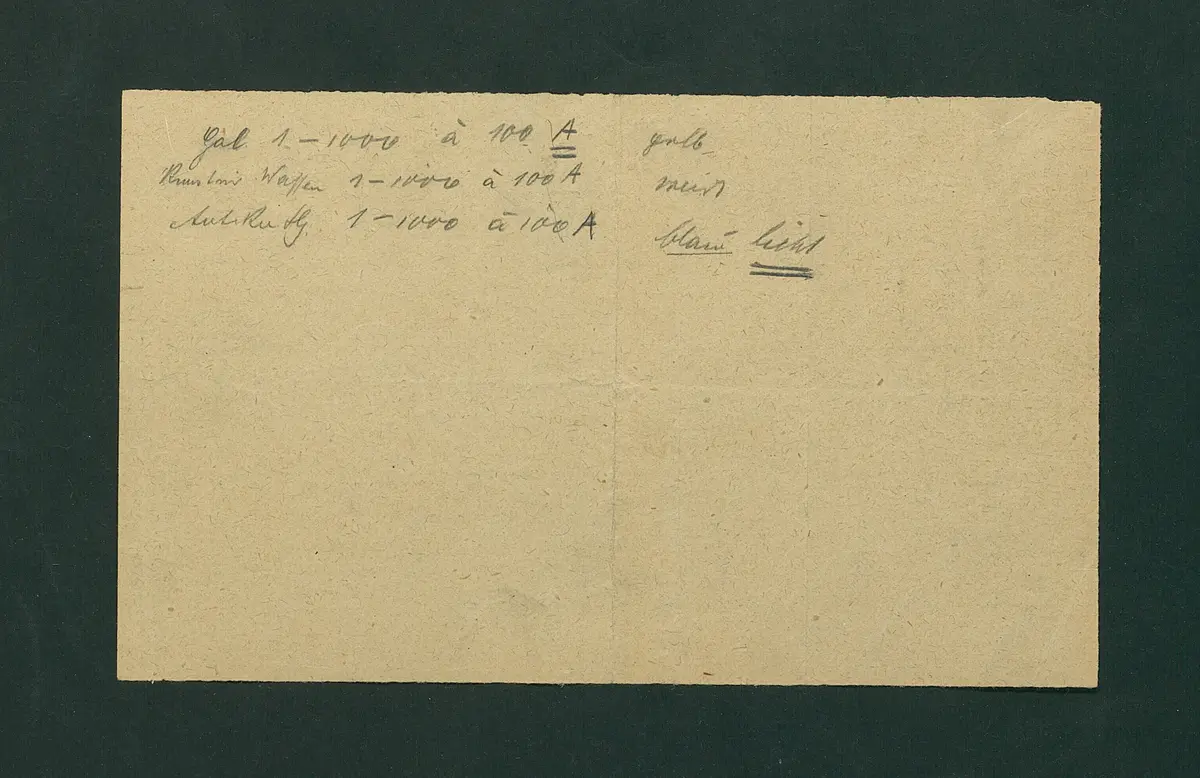 Gal. 1 – 1000 à 100 A gelb
Waffen 1 – 1000 à 100 A weiss
1 – 1000 à 100 A blau licht